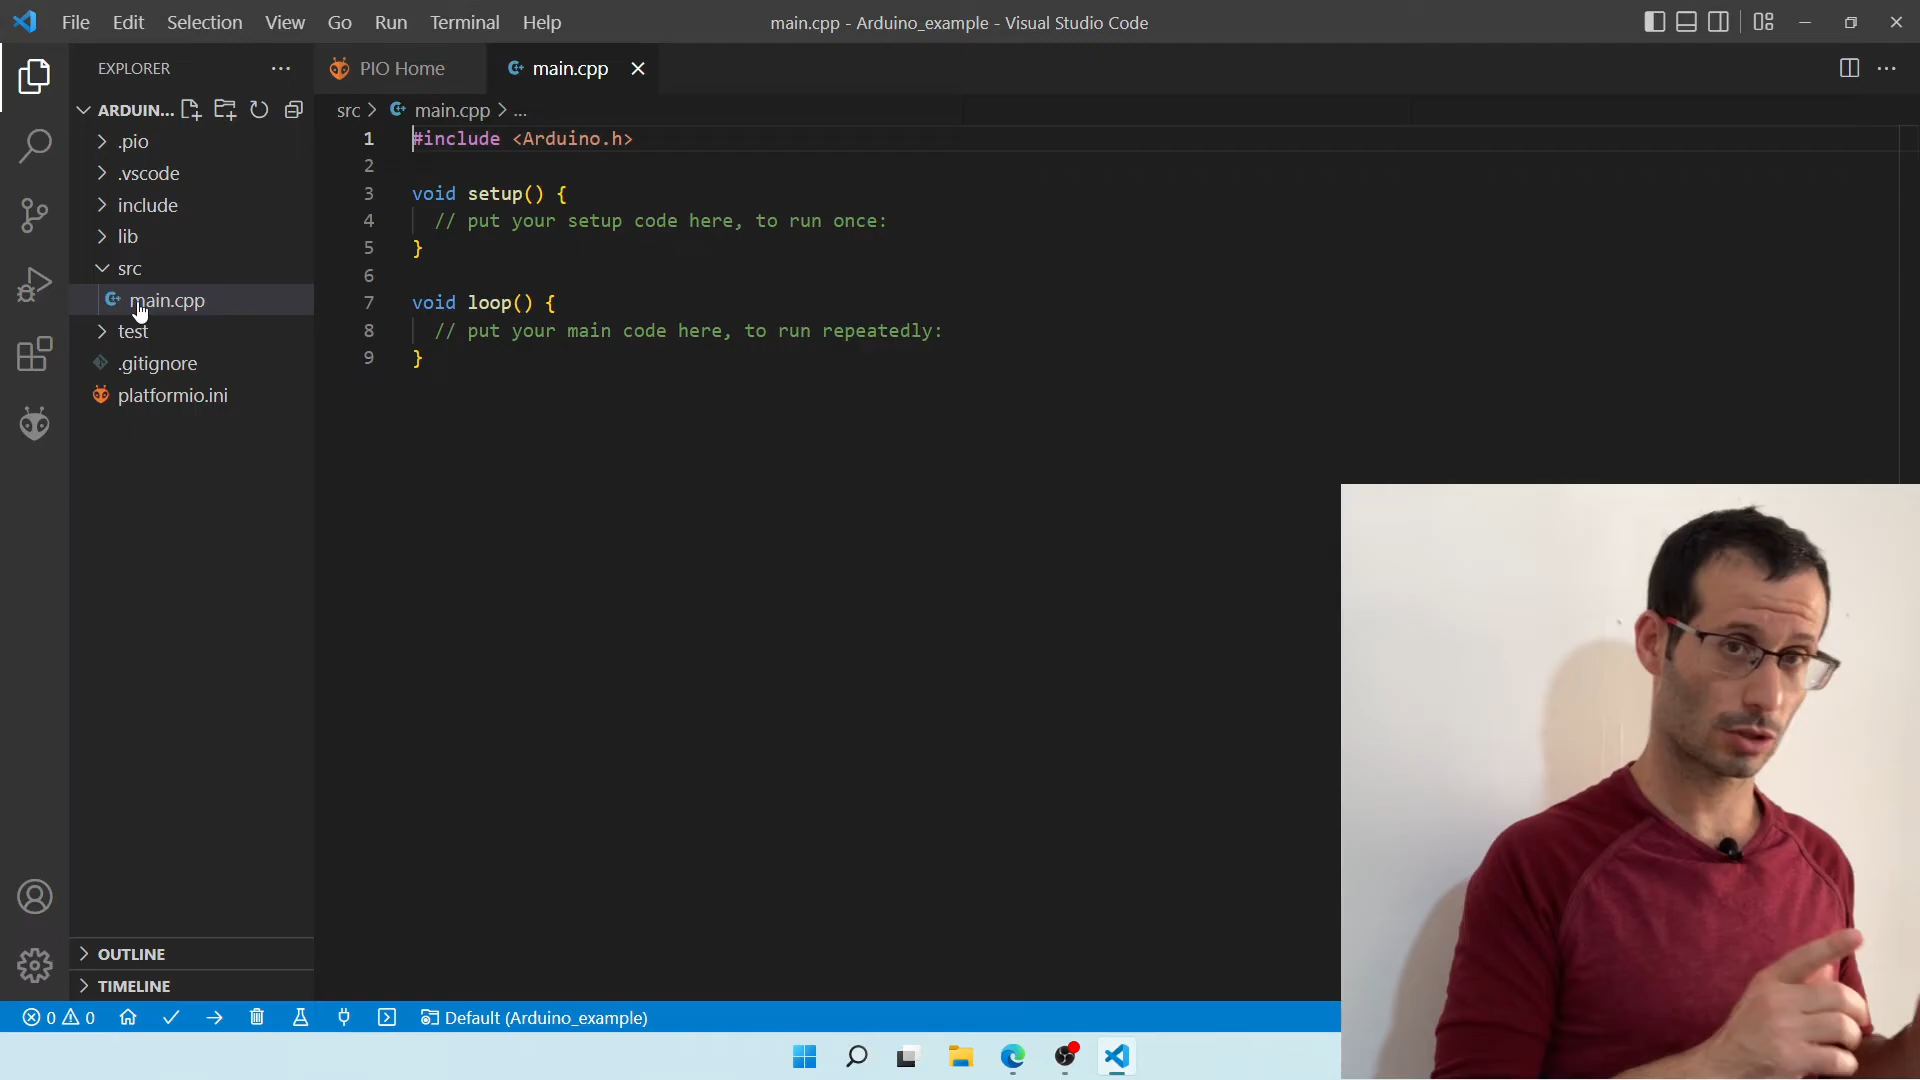 File Edit Selection View Go Run Terminal Help
main.cpp - Arduino_example - Visual Studio Code
EXPLORER
PIO Home
main.cpp
ARDUIN...
src > main.cpp > ...
.pio
.vscode
include
lib
src
main.cpp
test
.gitignore
platformio.ini
1 #include <Arduino.h>
2
3 void setup() {
4 // put your setup code here, to run once:
5 }
6
7 void loop() {
8 // put your main code here, to run repeatedly:
9 }
OUTLINE
TIMELINE
0 0 Default (Arduino_example)